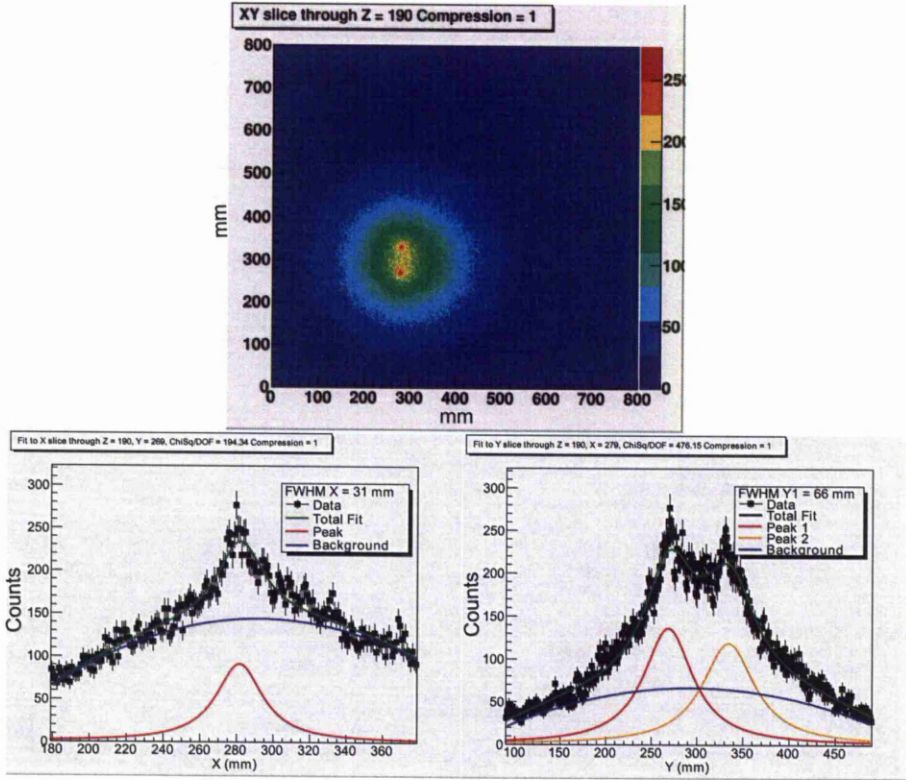 XY slice through Z = 190 Compression = 1
800
700
600
500
400
300
200
100
0
mm
0 100 200 300 400 500 600 700 800
mm
250
200
150
100
50
0
Fit to X slice through Z = 190, Y = 269, ChiSq/DOF = 194.34 Compression = 1
FWHM X = 31 mm
Data
Total Fit
Peak
Background
300
250
200
150
100
50
Counts
180 200 220 240 260 280 300 320 340 360
X (mm)
Fit to Y slice through Z = 190, X = 279, ChiSq/DOF = 476.15 Compression = 1
FWHM Y1 = 66 mm
Data
Total Fit
Peak 1
Peak 2
Background
300
250
200
150
100
50
0
Counts
100 150 200 250 300 350 400 450
Y (mm)